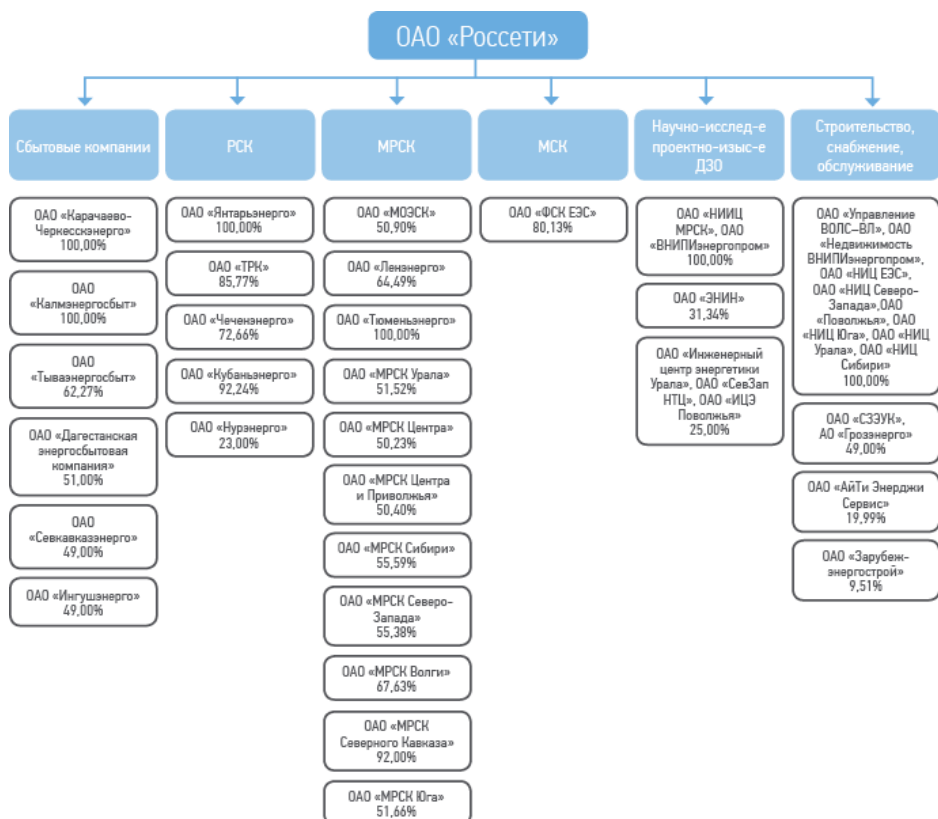 ОАО «Россети»
Сбытовые компании
РСК
МРСК
МСК
Научно-исслед-е
проектно-изыс-е
ДЗО
Строительство,
снабжение,
обслуживание
ОАО «Карачаево-
Черкесскэнерго»
100,00%
ОАО
«Калмэнергосбыт»
100,00%
ОАО
«Тываэнергосбыт»
62,27%
ОАО «Дагестанская
энергосбытовая
компания»
51,00%
ОАО
«Севкавказэнерго»
49,00%
ОАО «Ингушэнерго»
49,00%
ОАО «Янтарьэнерго»
100,00%
ОАО «ТРК»
85,77%
ОАО «Чеченэнерго»
72,66%
ОАО «Кубаньэнерго»
92,24%
ОАО «Нурэнерго»
23,00%
ОАО «МОЭСК»
50,90%
ОАО «Ленэнерго»
64,49%
ОАО «Тюменьэнерго»
100,00%
ОАО «МРСК Урала»
51,52%
ОАО «МРСК Центра»
50,23%
ОАО «МРСК Центра
и Приволжья»
50,40%
ОАО «МРСК Сибири»
55,59%
ОАО «МРСК Северо-
Запада»
55,38%
ОАО «МРСК Волги»
67,63%
ОАО «МРСК
Северного Кавказа»
92,00%
ОАО «МРСК Юга»
51,66%
ОАО «ФСК ЕЭС»
80,13%
ОАО «НИИЦ
МРСК», ОАО
«ВНИПИэнергопром»
100,00%
ОАО «ЭНИН»
31,34%
ОАО «Инженерный
центр энергетики
Урала», ОАО «СевЗап
НТЦ», ОАО «ИЦЭ
Поволжья»
25,00%
ОАО «Управление
ВОЛС–ВЛ», ОАО
«Недвижимость
ВНИПИэнергопром»,
ОАО «НИЦ ЕЭС»,
ОАО «НИЦ Северо-
Запада»,ОАО
«Поволжья», ОАО
«НИЦ Юга», ОАО «НИЦ
Урала», ОАО «НИЦ
Сибири»
100,00%
ОАО «СЗЭУК»,
АО «Грозэнерго»
49,00%
ОАО «АйТи Энерджи
Сервис»
19,99%
ОАО «Зарубеж-
энергострой»
9,51%